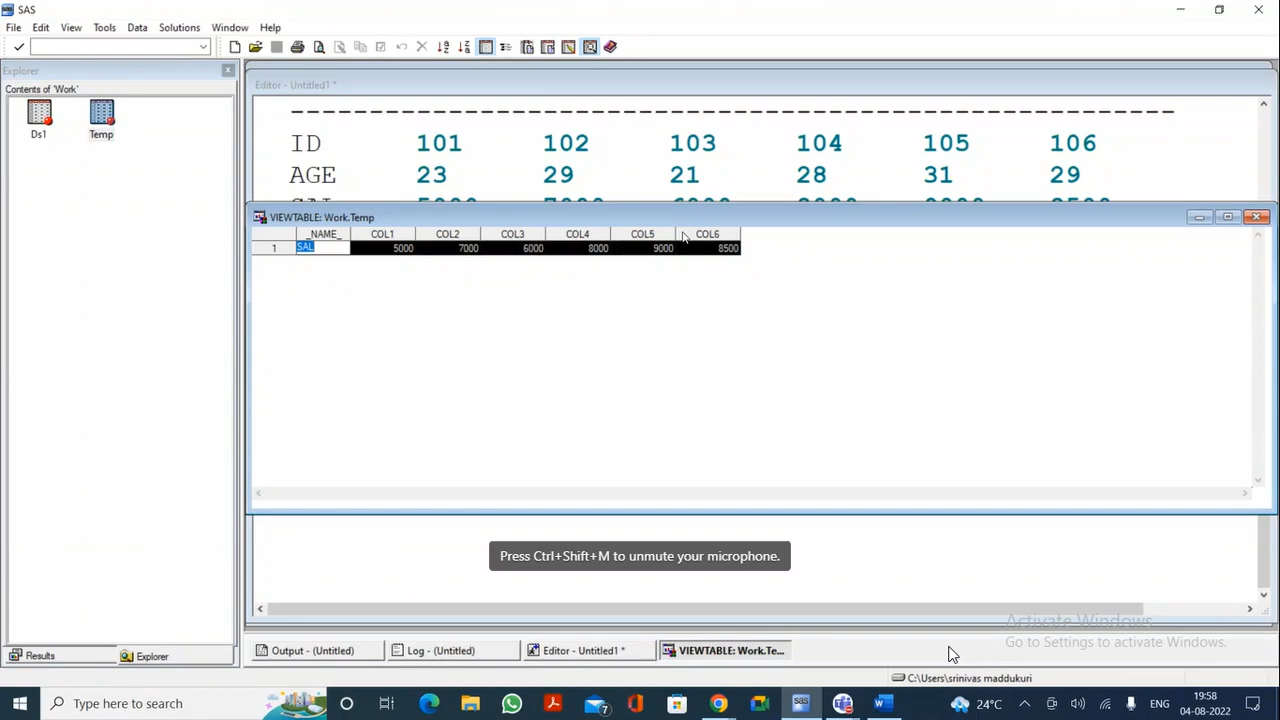 SAS
File Edit View Tools Data Solutions Window Help
Explorer
Contents of 'Work'
Ds1 Temp
Editor - Untitled1 *
ID 101 102 103 104 105 106
AGE 23 29 21 28 31 29
VIEWTABLE: Work.Temp
_NAME_ COL1 COL2 COL3 COL4 COL5 COL6
1 SAL 5000 7000 6000 8000 9000 8500
Press Ctrl+Shift+M to unmute your microphone.
Activate Windows
Go to Settings to activate Windows.
Results Explorer
Output - (Untitled) Log - (Untitled) Editor - Untitled1 * VIEWTABLE: Work.Te...
C:\Users\srinivas maddukuri
Type here to search
7
24°C
ENG
19:58
04-08-2022